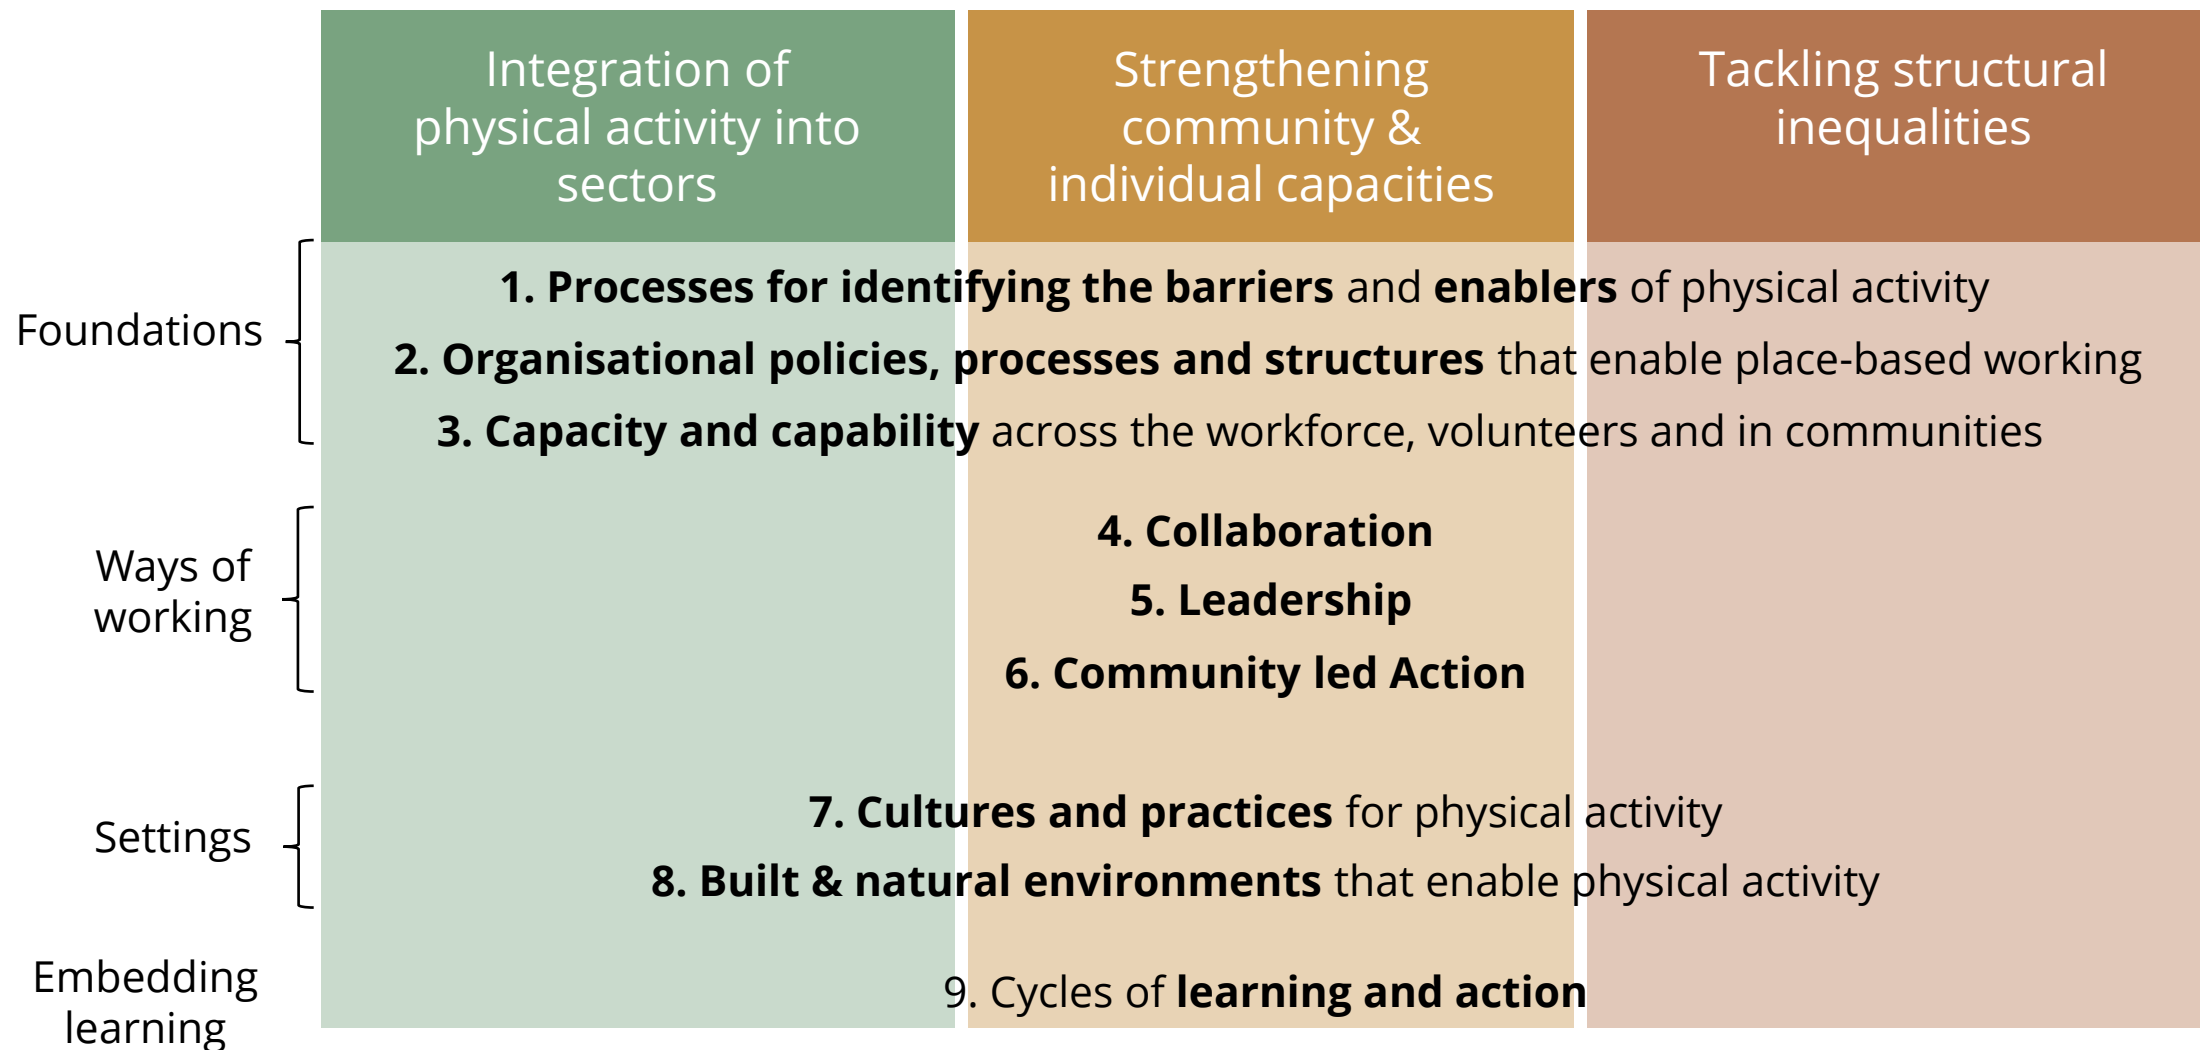 Integration of
physical activity into
sectors
Strengthening
community &
individual capacities
Tackling structural
inequalities
Foundations
1. Processes for identifying the barriers and enablers of physical activity
2. Organisational policies, processes and structures that enable place-based working
3. Capacity and capability across the workforce, volunteers and in communities
Ways of
working
4. Collaboration
5. Leadership
6. Community led Action
Settings
7. Cultures and practices for physical activity
8. Built & natural environments that enable physical activity
Embedding
learning
9. Cycles of learning and action